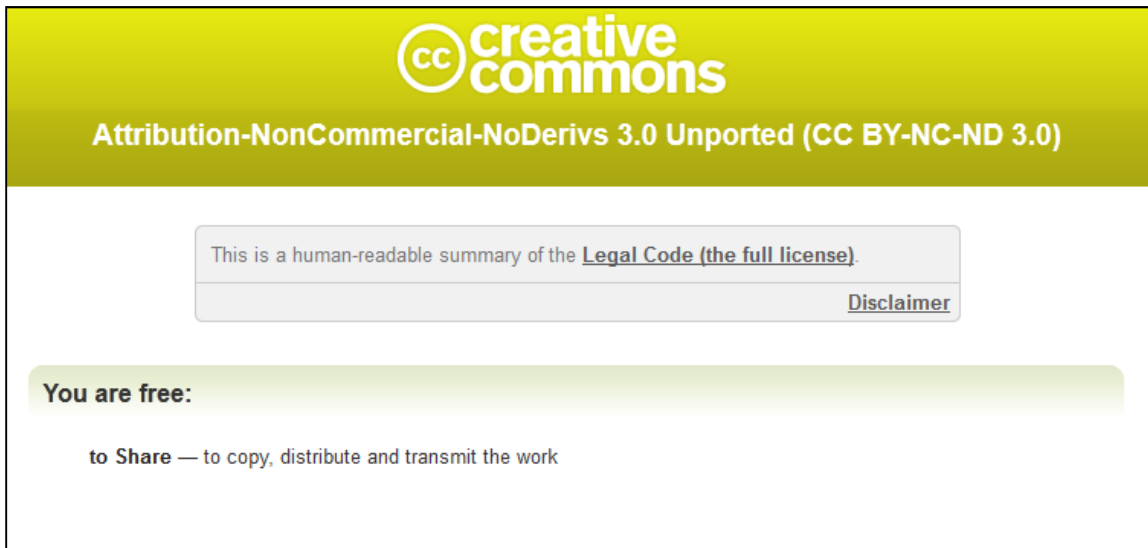 cc creative
commons
Attribution-NonCommercial-NoDerivs 3.0 Unported (CC BY-NC-ND 3.0)
This is a human-readable summary of the Legal Code (the full license).
Disclaimer
You are free:
to Share — to copy, distribute and transmit the work